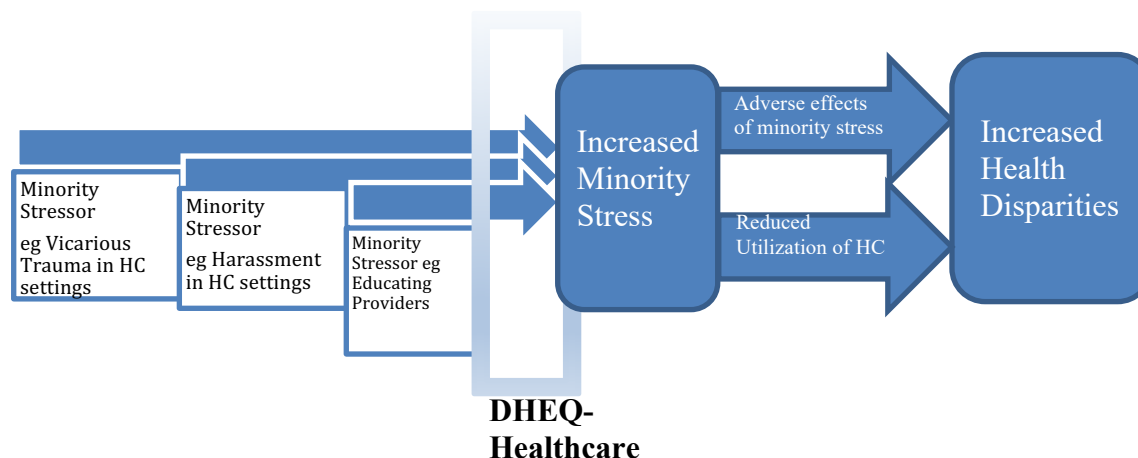 Minority
Stressor
eg Vicarious
Trauma in HC
settings
Minority
Stressor
eg Harassment
in HC settings
Minority
Stressor eg
Educating
Providers
DHEQ-
Healthcare
Increased
Minority
Stress
Adverse effects
of minority stress
Reduced
Utilization of HC
Increased
Health
Disparities